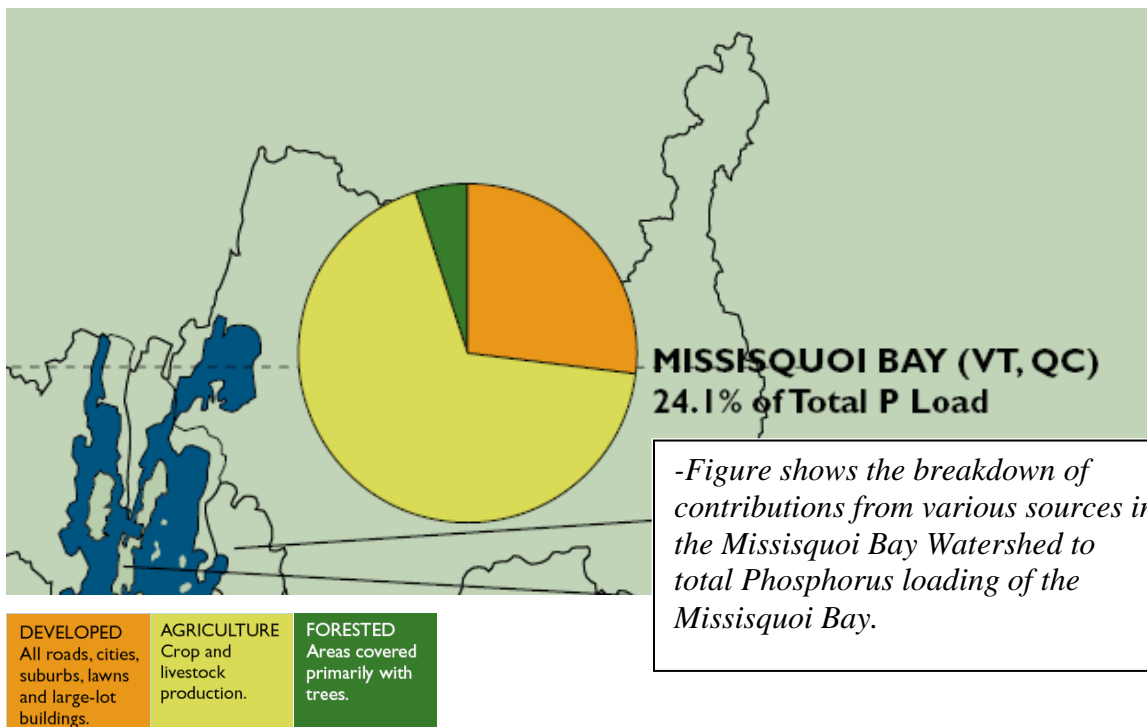 MISSISQUOI BAY (VT, QC)
24.1% of Total P Load
-Figure shows the breakdown of
contributions from various sources in
the Missisquoi Bay Watershed to
total Phosphorus loading of the
Missisquoi Bay.
DEVELOPED
All roads, cities,
suburbs, lawns
and large-lot
buildings.
AGRICULTURE
Crop and
livestock
production.
FORESTED
Areas covered
primarily with
trees.